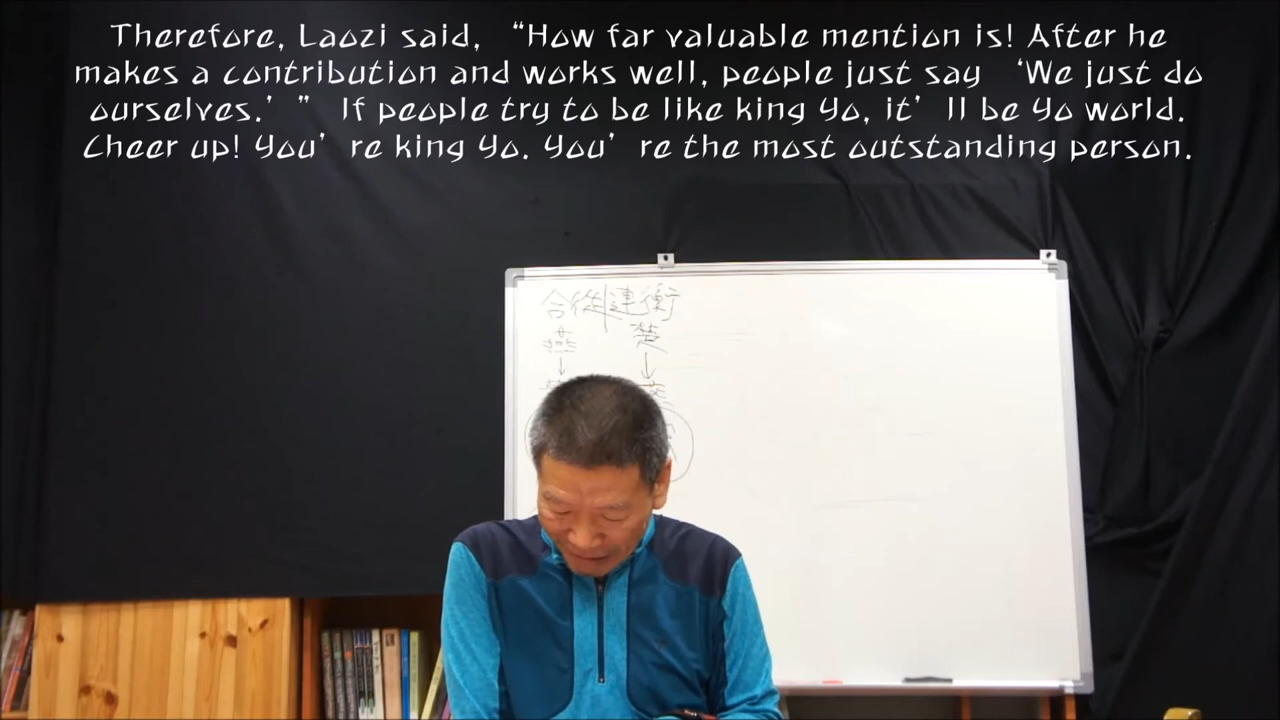 Therefore, Laozi said, “How far valuable mention is! After he
makes a contribution and works well, people just say ‘We just do
ourselves.’” If people try to be like king Yo, it’ll be Yo world.
Cheer up! You’re king Yo. You’re the most outstanding person.
合從 連衡
燕 楚